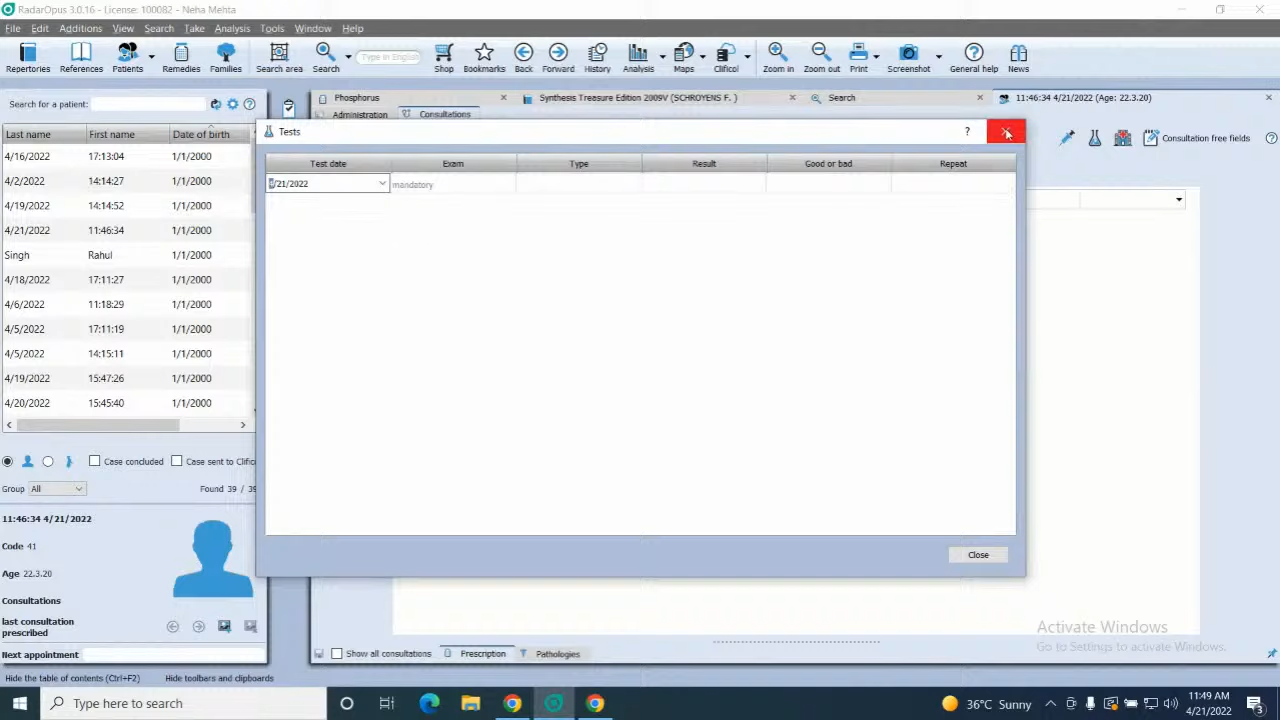 RadarOpus 3.0.16 - License: 100082 - Neha Mehta
File Edit Additions View Search Take Analysis Tools Window Help
Repertories References Patients Remedies Families Search area Search Type in English Shop Bookmarks Back Forward History Analysis Maps Clificol Zoom in Zoom out Print Screenshot General help News
Search for a patient:
Phosphorus Synthesis Treasure Edition 2009V (SCHROYENS F. ) Search 11:46:34 4/21/2022 (Age: 22.3.20)
Administration Consultations
Consultation free fields
Tests
Last name First name Date of birth
4/16/2022 17:13:04 1/1/2000
4/2/2022 14:14:27 1/1/2000
4/19/2022 14:14:52 1/1/2000
4/21/2022 11:46:34 1/1/2000
Singh Rahul 1/1/2000
4/18/2022 17:11:27 1/1/2000
4/6/2022 11:18:29 1/1/2000
4/5/2022 17:11:19 1/1/2000
4/5/2022 14:15:11 1/1/2000
4/19/2022 15:47:26 1/1/2000
4/20/2022 15:45:40 1/1/2000
Test date Exam Type Result Good or bad Repeat
4/21/2022 mandatory
Close
Case concluded Case sent to Clific
Group All Found 39 / 39
11:46:34 4/21/2022
Code 41
Age 22.3.20
Consultations
last consultation
prescribed
Next appointment
Show all consultations Prescription Pathologies
Activate Windows
Go to Settings to activate Windows.
Hide the table of contents (Ctrl+F2) Hide toolbars and clipboards
Type here to search
36°C Sunny
11:49 AM
4/21/2022
3